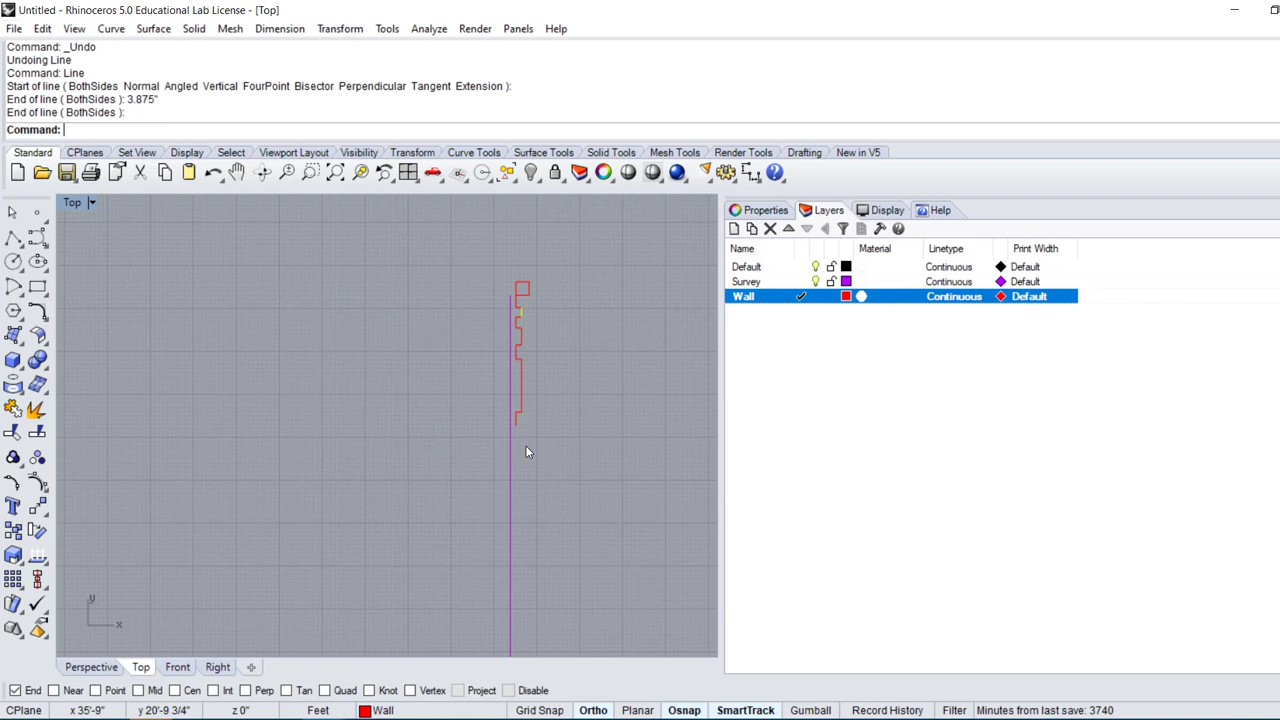 Untitled - Rhinoceros 5.0 Educational Lab License - [Top]
File Edit View Curve Surface Solid Mesh Dimension Transform Tools Analyze Render Panels Help
Command: _Undo
Undoing Line
Command: Line
Start of line ( BothSides Normal Angled Vertical FourPoint Bisector Perpendicular Tangent Extension ):
End of line ( BothSides ): 3.875"
End of line ( BothSides ):
Command:
Standard CPlanes Set View Display Select Viewport Layout Visibility Transform Curve Tools Surface Tools Solid Tools Mesh Tools Render Tools Drafting New in V5
Top
Properties Layers Display Help
Name Material Linetype Print Width
Default Continuous Default
Survey Continuous Default
Wall Continuous Default
y
x
Perspective Top Front Right
End Near Point Mid Cen Int Perp Tan Quad Knot Vertex Project Disable
CPlane x 35'-9" y 20'-9 3/4" z 0" Feet Wall Grid Snap Ortho Planar Osnap SmartTrack Gumball Record History Filter Minutes from last save: 3740